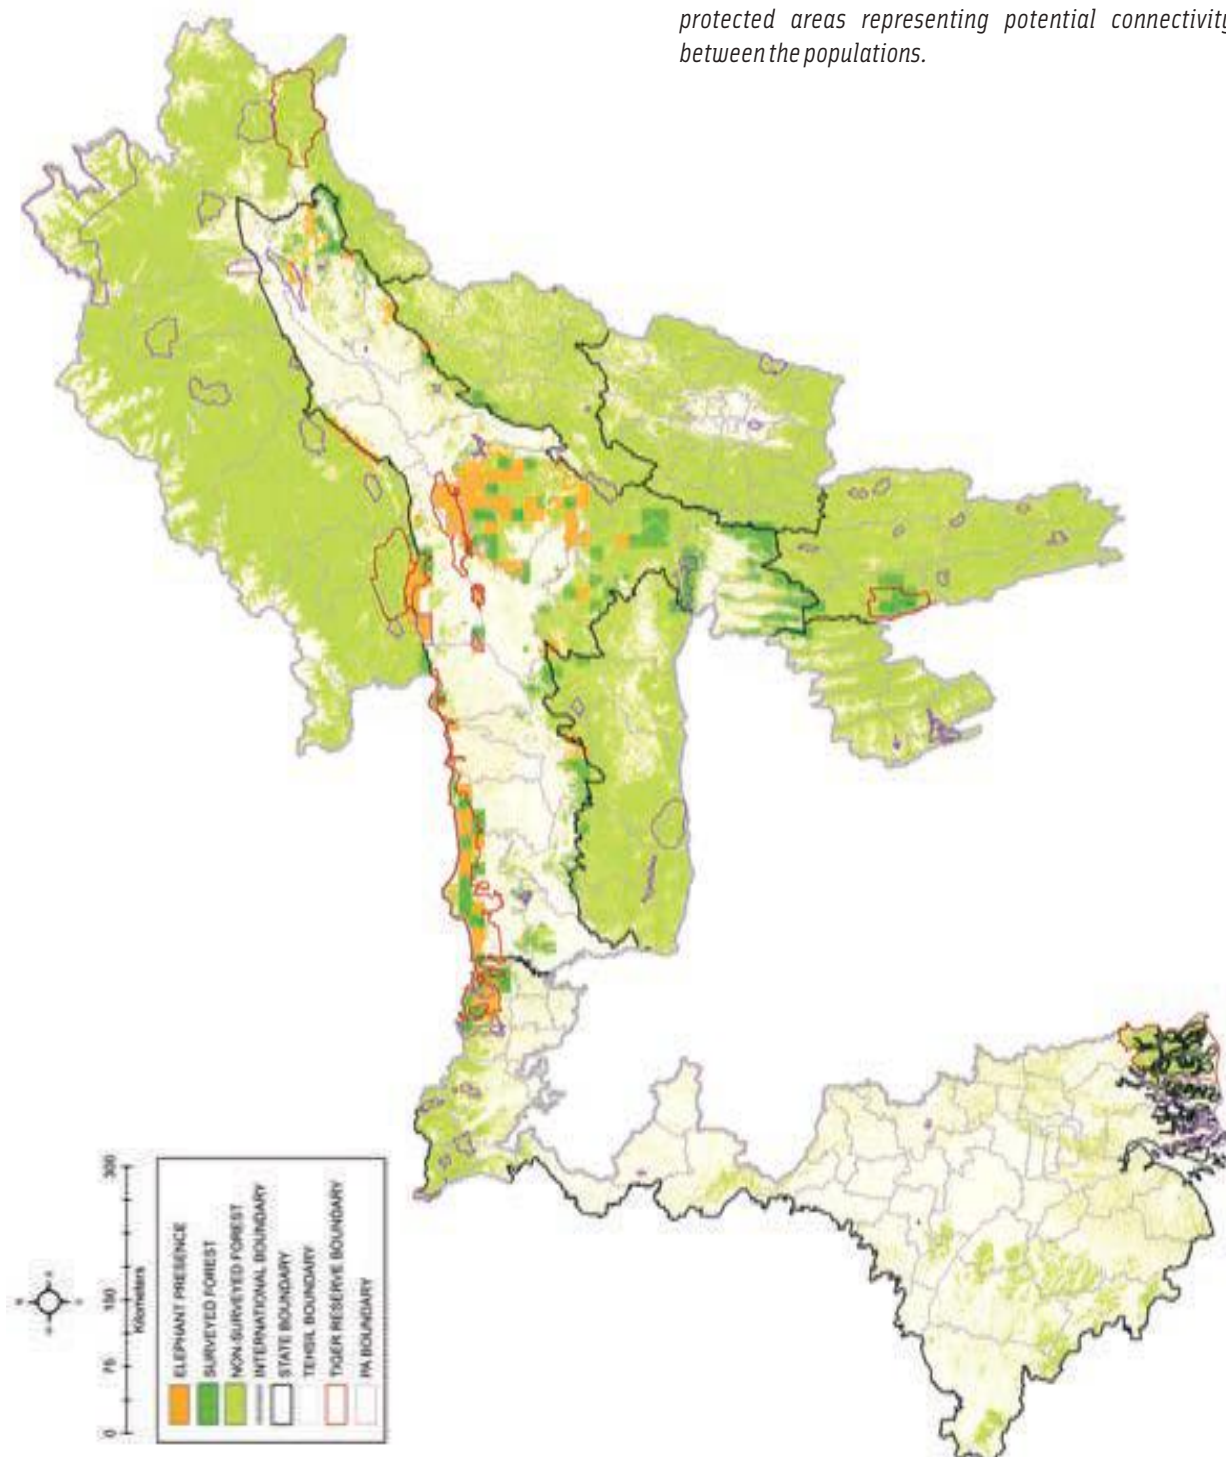 protected areas representing potential connectivity
between the populations.
0 75 150 300
Kilometers
ELEPHANT PRESENCE
SURVEYED FOREST
NON-SURVEYED FOREST
INTERNATIONAL BOUNDARY
STATE BOUNDARY
TEHSIL BOUNDARY
TIGER RESERVE BOUNDARY
PA BOUNDARY